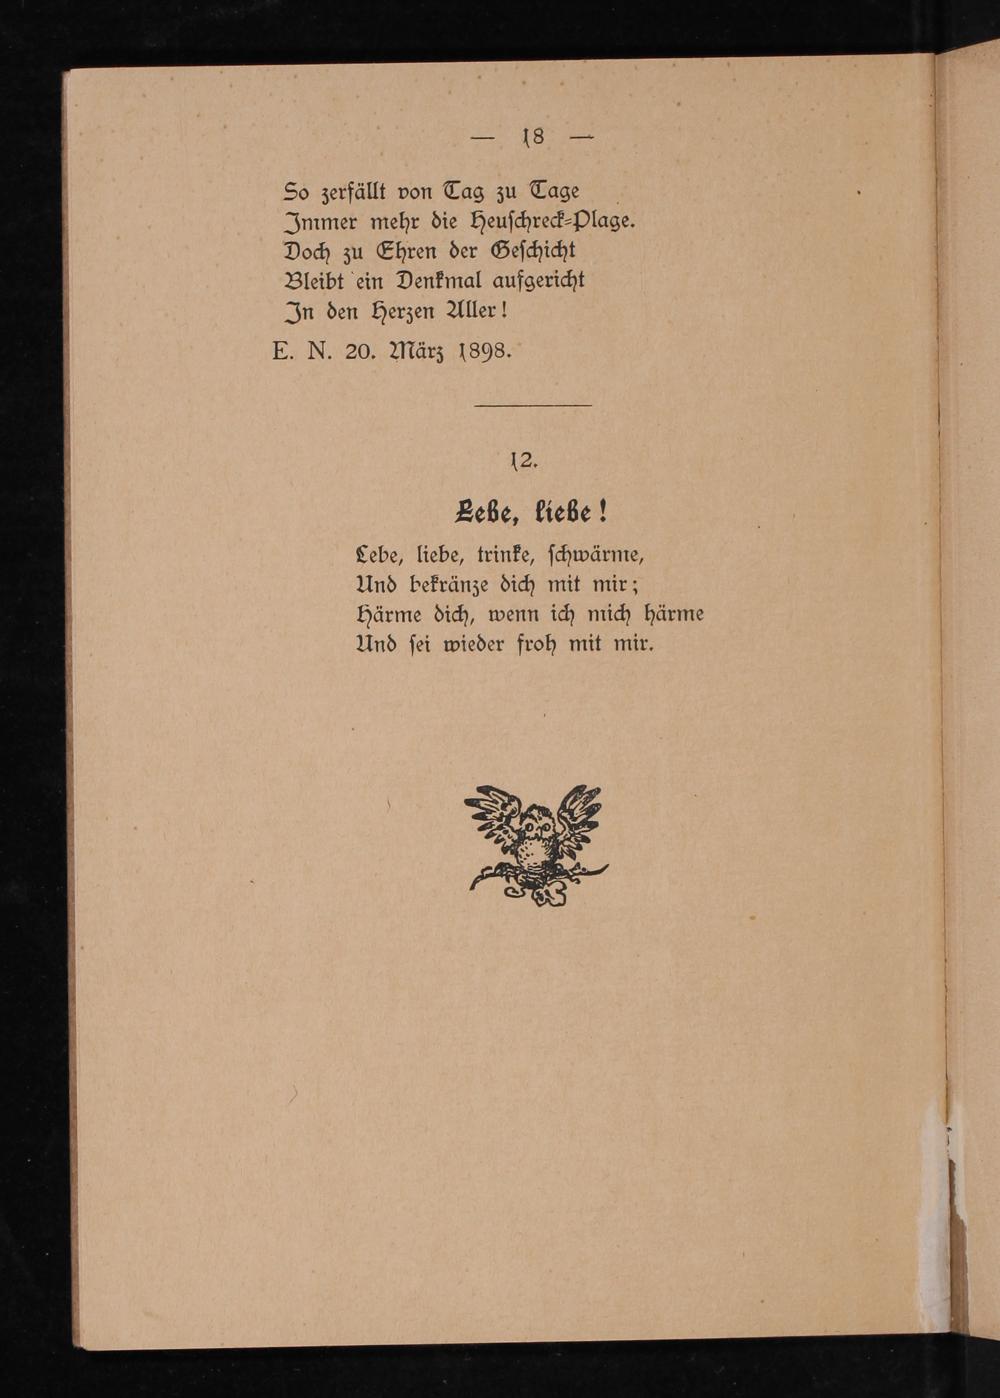 — 18 —
So zerfällt von Tag zu Tage
Immer mehr die Heuschreck-Plage.
Doch zu Ehren der Geschicht
Bleibt ein Denkmal aufgericht
In den Herzen Aller!
E. N. 20. März 1898.
12.
Lebe, liebe!
Lebe, liebe, trinke, schwärme,
Und bekränze dich mit mir;
Härme dich, wenn ich mich härme
Und sei wieder froh mit mir.